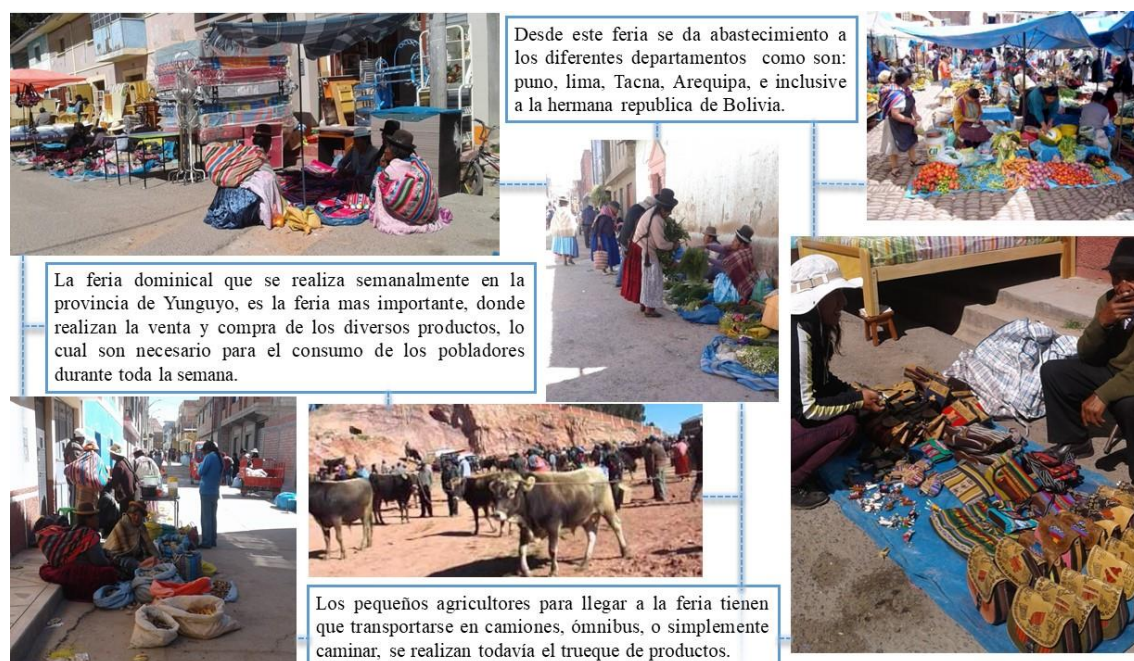 Desde este feria se da abastecimiento a
los diferentes departamentos como son:
puno, lima, Tacna, Arequipa, e inclusive
a la hermana republica de Bolivia.
La feria dominical que se realiza semanalmente en la
provincia de Yunguyo, es la feria mas importante, donde
realizan la venta y compra de los diversos productos, lo
cual son necesario para el consumo de los pobladores
durante toda la semana.
Los pequeños agricultores para llegar a la feria tienen
que transportarse en camiones, ómnibus, o simplemente
caminar, se realizan todavía el trueque de productos.